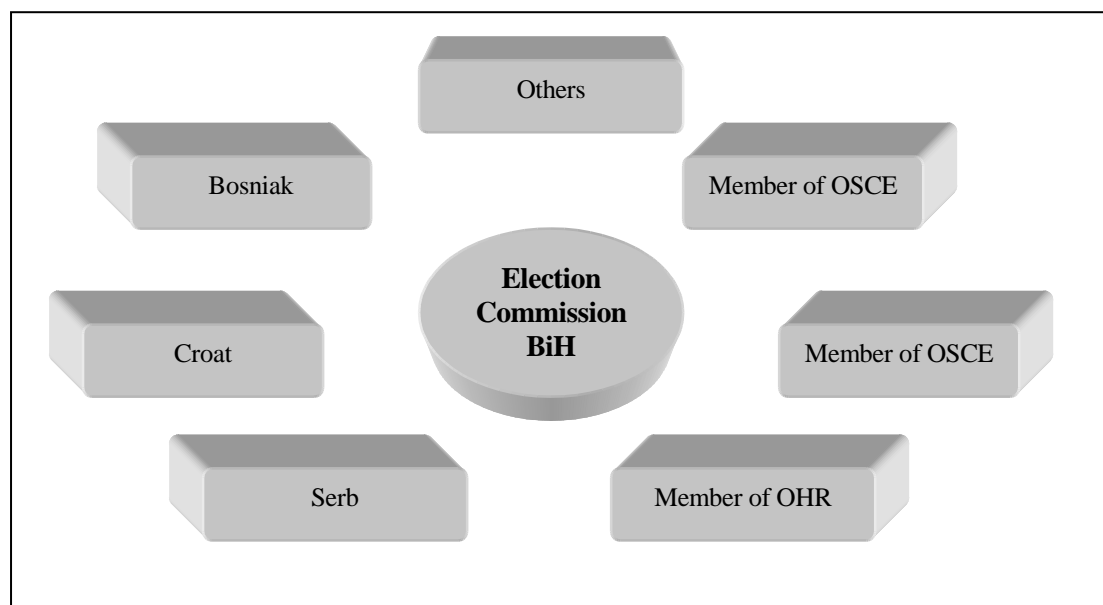 Others
Bosniak
Member of OSCE
Election
Commission
BiH
Croat
Member of OSCE
Serb
Member of OHR